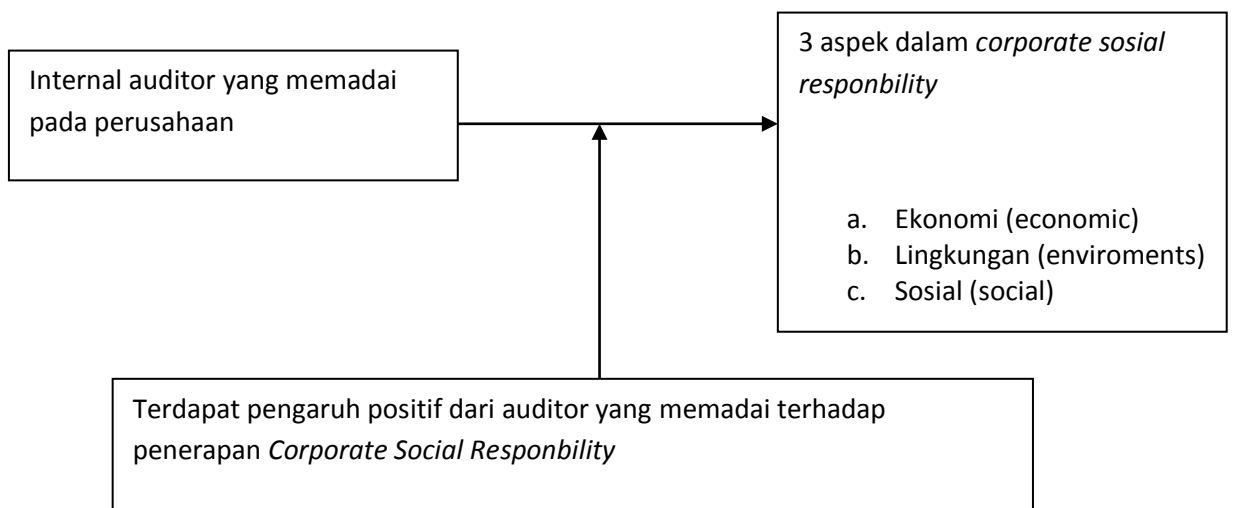 Internal auditor yang memadai
pada perusahaan
3 aspek dalam corporate sosial
responbility
a. Ekonomi (economic)
b. Lingkungan (enviroments)
c. Sosial (social)
Terdapat pengaruh positif dari auditor yang memadai terhadap
penerapan Corporate Social Responbility